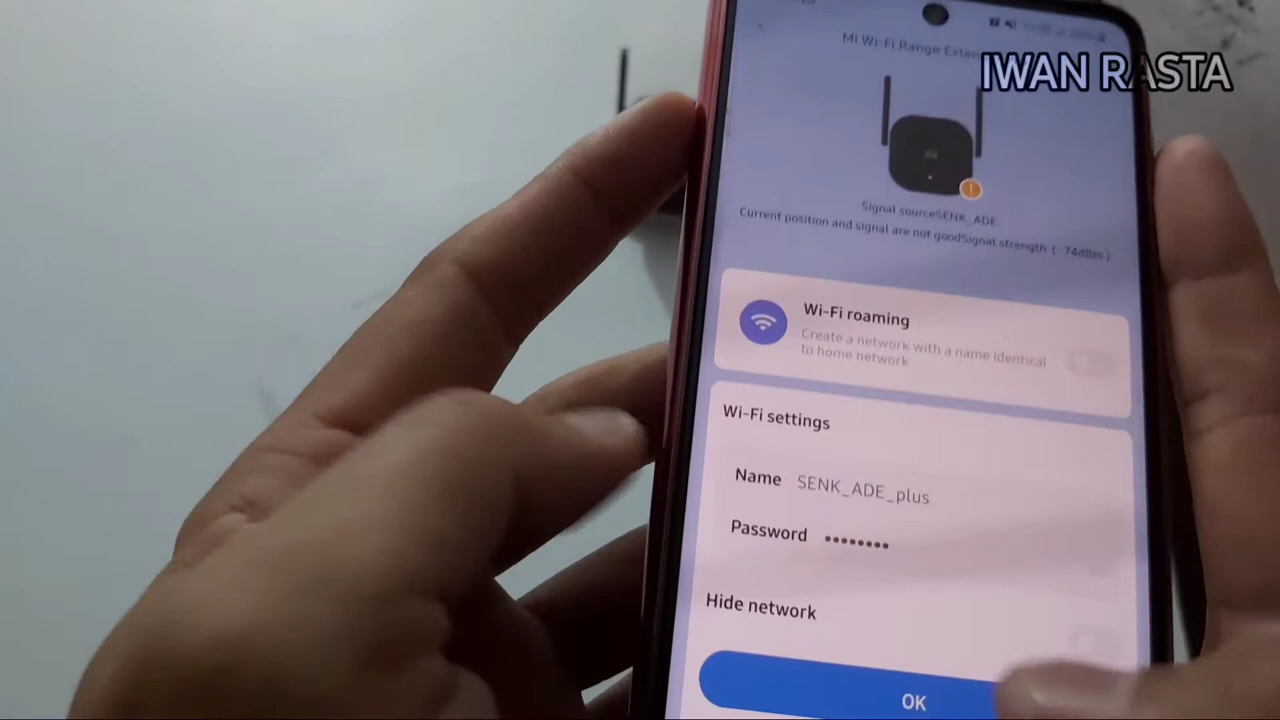 Mi Wi-Fi Range
IWAN RASTA
Signal sourceSENK_ADE
Current position and signal are not goodSignal strength (-74dBm)
Wi-Fi roaming
Create a network with a name identical
to home network
Wi-Fi settings
Name SENK_ADE_plus
Password ••••••••
Hide network
OK